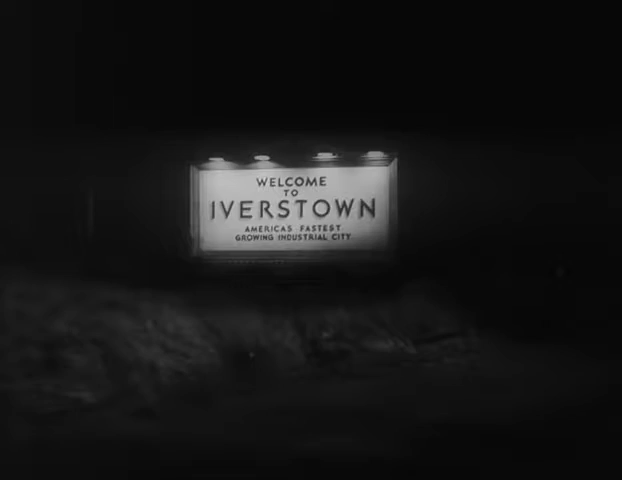 WELCOME
TO
IVERSTOWN
AMERICAS FASTEST
GROWING INDUSTRIAL CITY